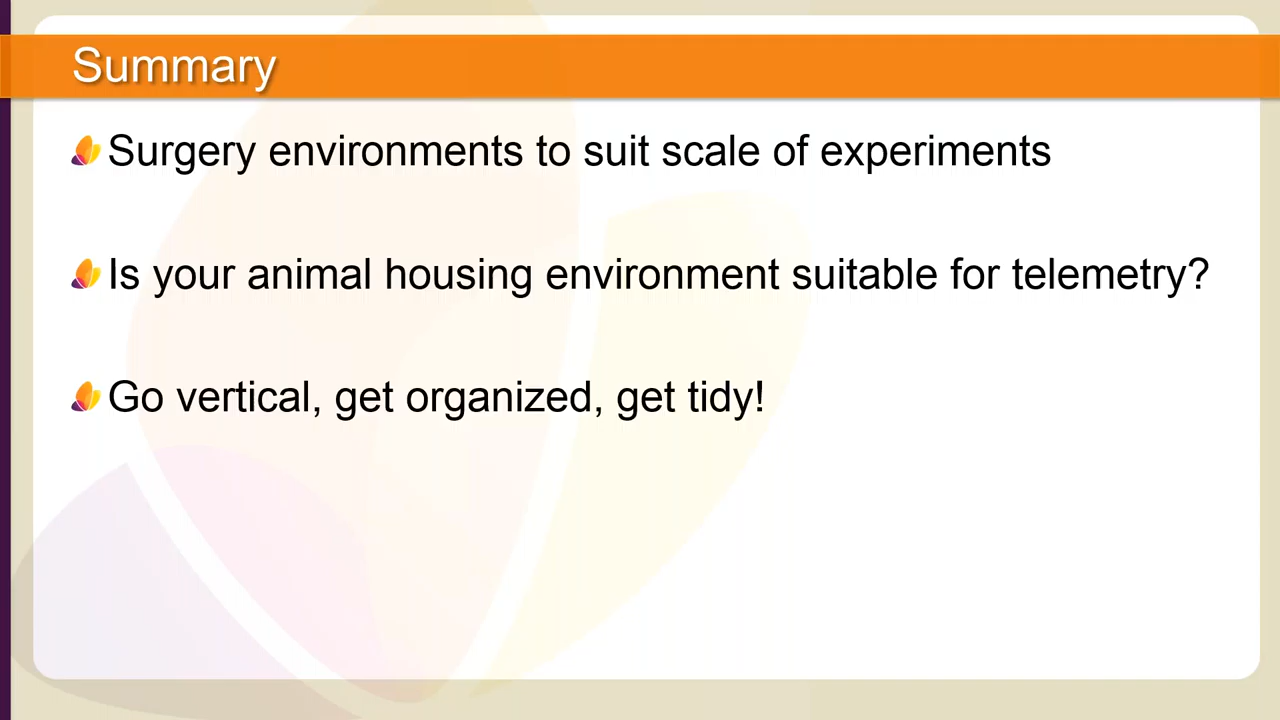 Summary
Surgery environments to suit scale of experiments
Is your animal housing environment suitable for telemetry?
Go vertical, get organized, get tidy!